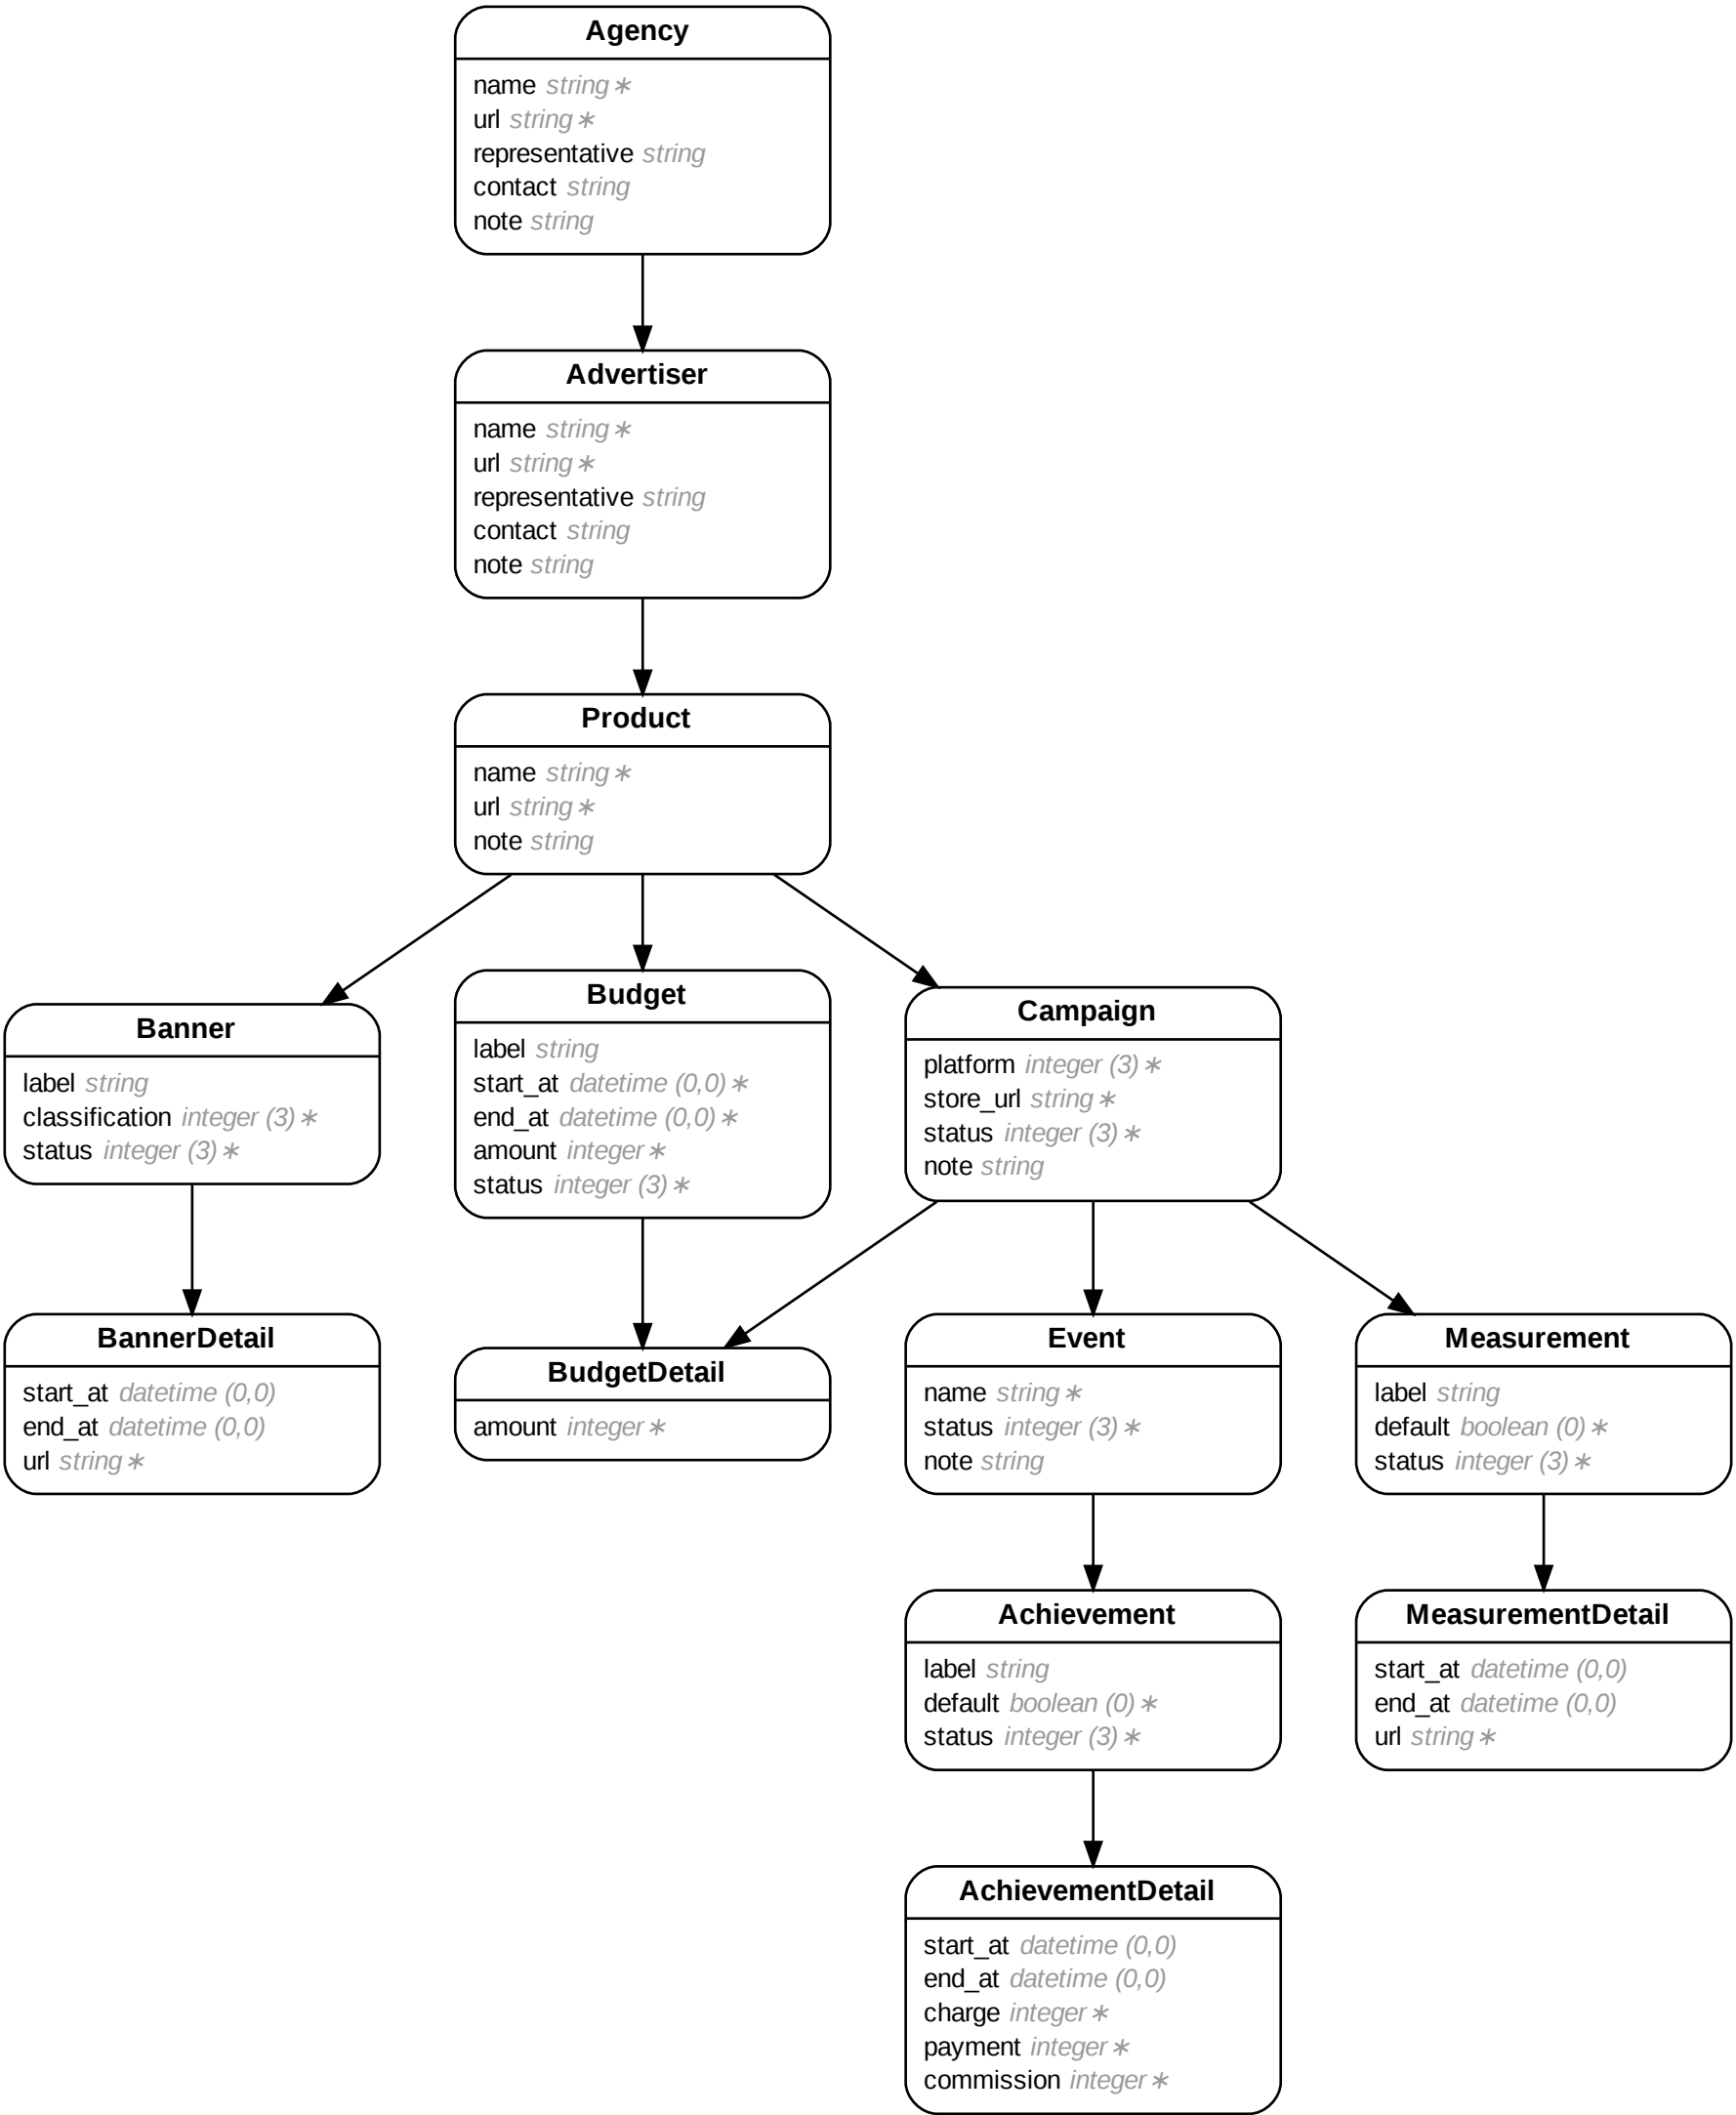 Agency
name string∗
url string∗
representative string
contact string
note string
Advertiser
name string∗
url string∗
representative string
contact string
note string
Product
name string∗
url string∗
note string
Banner
label string
classification integer (3)∗
status integer (3)∗
Budget
label string
start_at datetime (0,0)∗
end_at datetime (0,0)∗
amount integer∗
status integer (3)∗
Campaign
platform integer (3)∗
store_url string∗
status integer (3)∗
note string
BannerDetail
start_at datetime (0,0)
end_at datetime (0,0)
url string∗
BudgetDetail
amount integer∗
Event
name string∗
status integer (3)∗
note string
Measurement
label string
default boolean (0)∗
status integer (3)∗
Achievement
label string
default boolean (0)∗
status integer (3)∗
MeasurementDetail
start_at datetime (0,0)
end_at datetime (0,0)
url string∗
AchievementDetail
start_at datetime (0,0)
end_at datetime (0,0)
charge integer∗
payment integer∗
commission integer∗